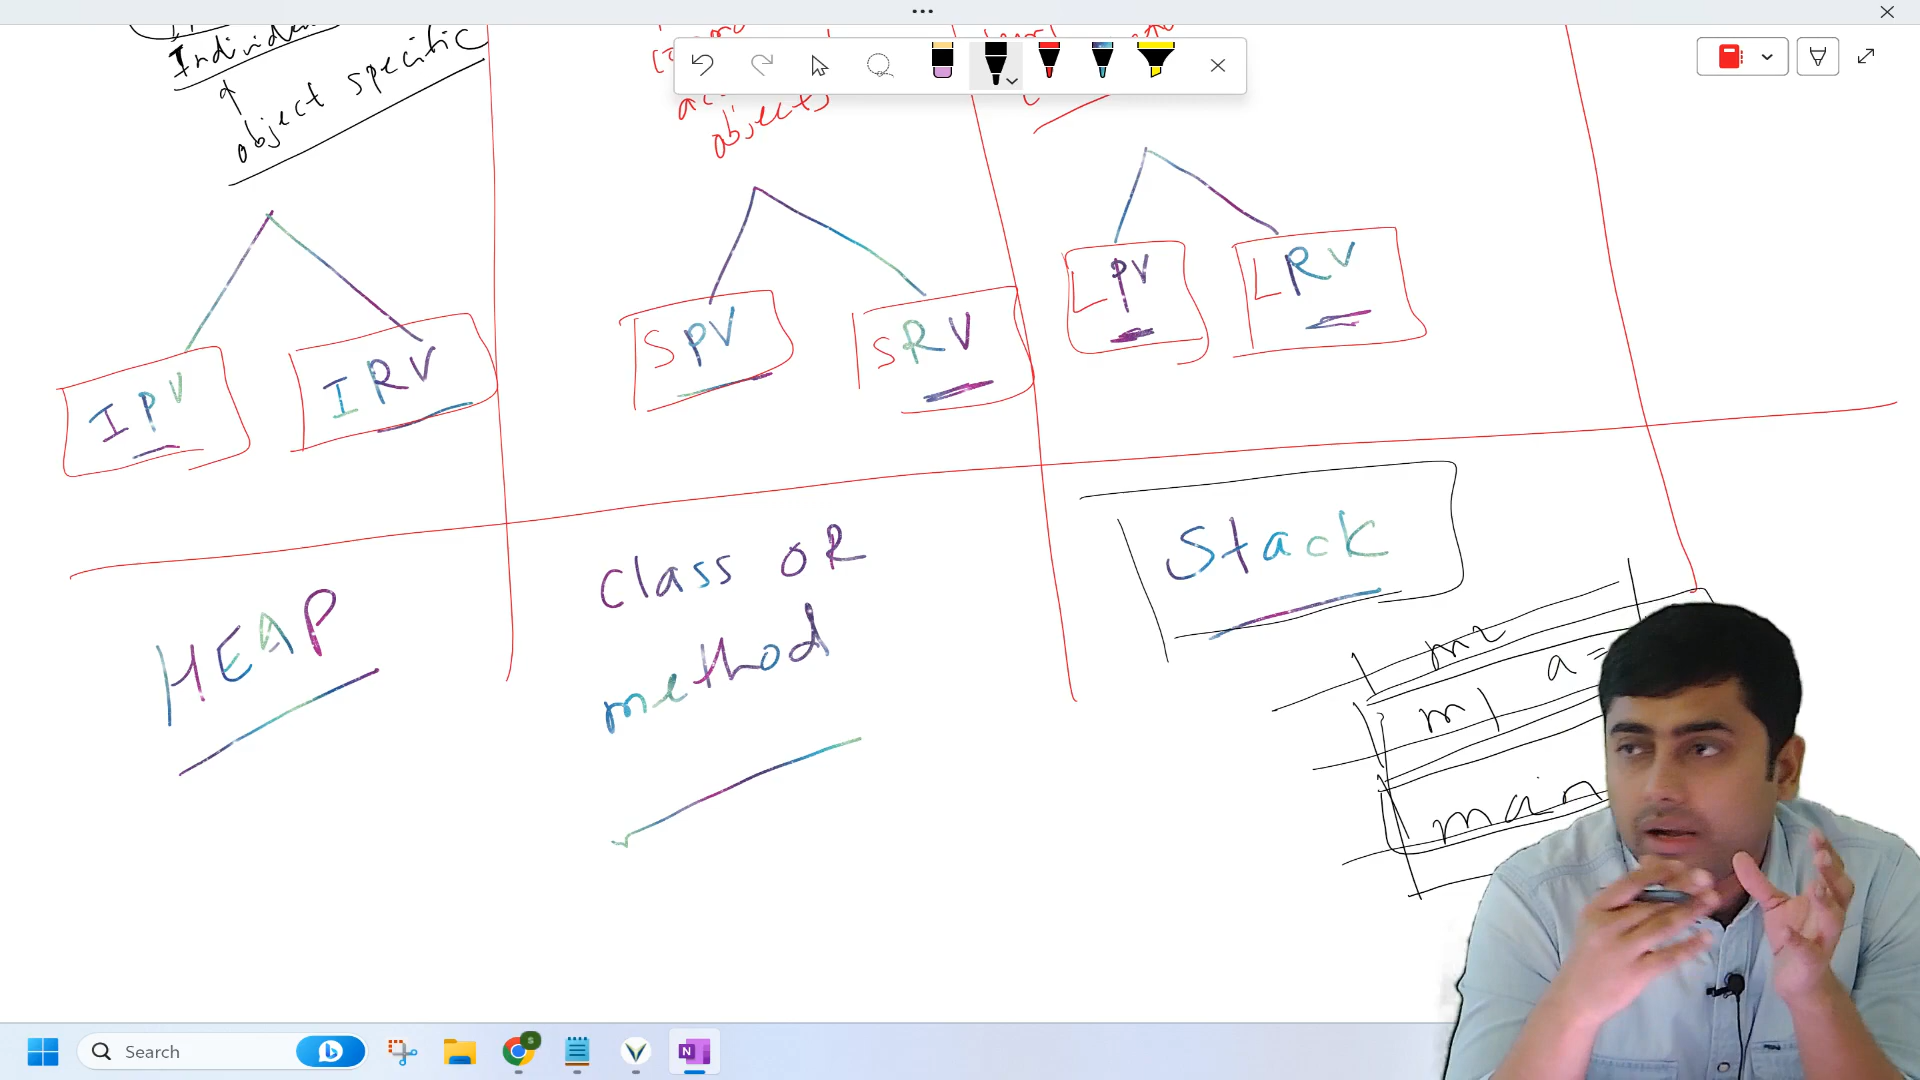 object specific
objects
IPV
IRV
SPV
SRV
LPV
LRV
HEAP
class OR
method
Stack
m2
m1 a=
main
Search